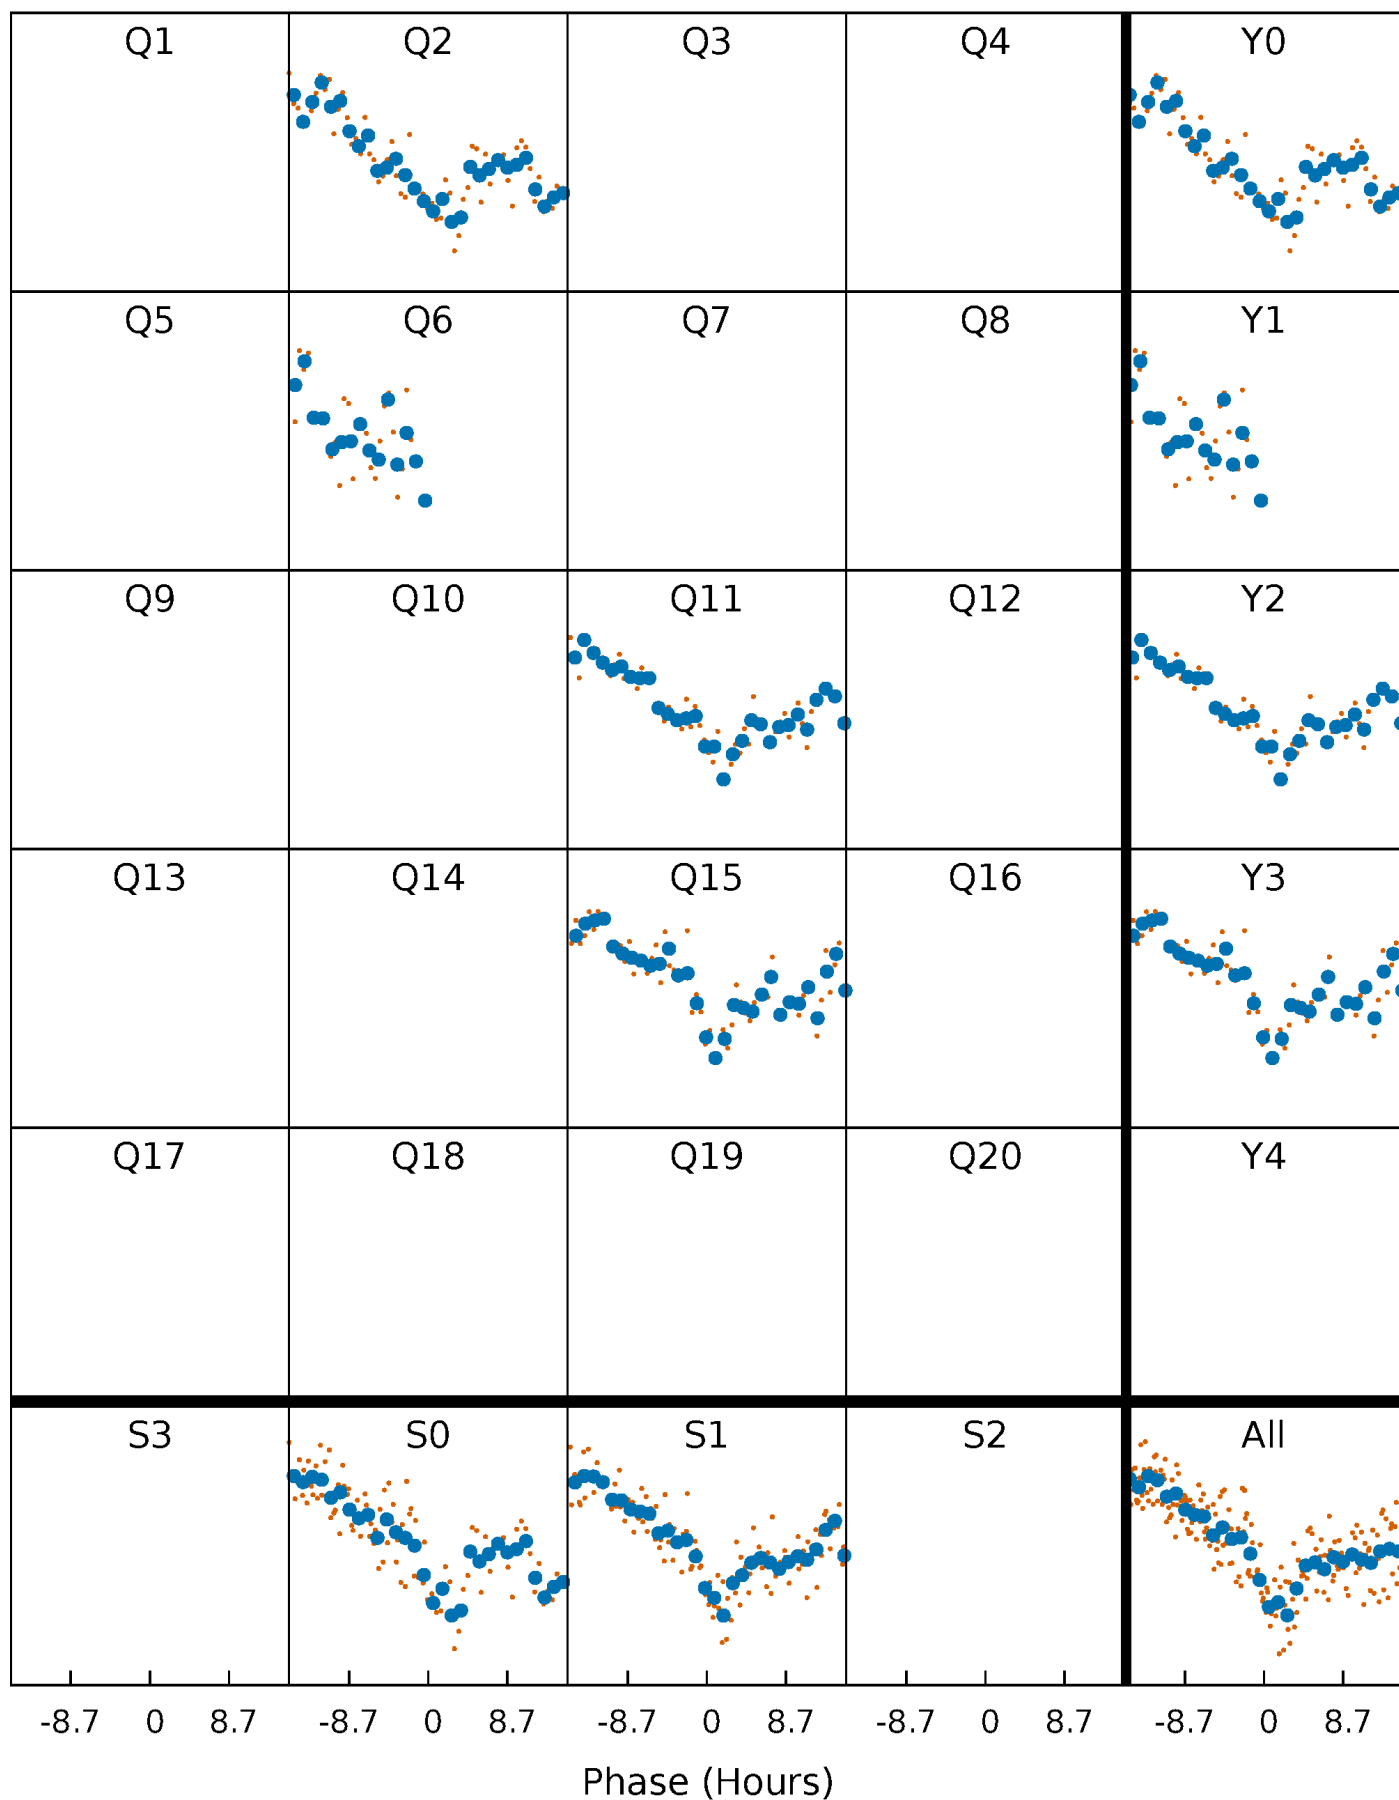 Q1 Q2 Q3 Q4 Y0
Q5 Q6 Q7 Q8 Y1
Q9 Q10 Q11 Q12 Y2
Q13 Q14 Q15 Q16 Y3
Q17 Q18 Q19 Q20 Y4
S3 S0 S1 S2 All
-8.7 0 8.7 -8.7 0 8.7 -8.7 0 8.7 -8.7 0 8.7 -8.7 0 8.7
Phase (Hours)